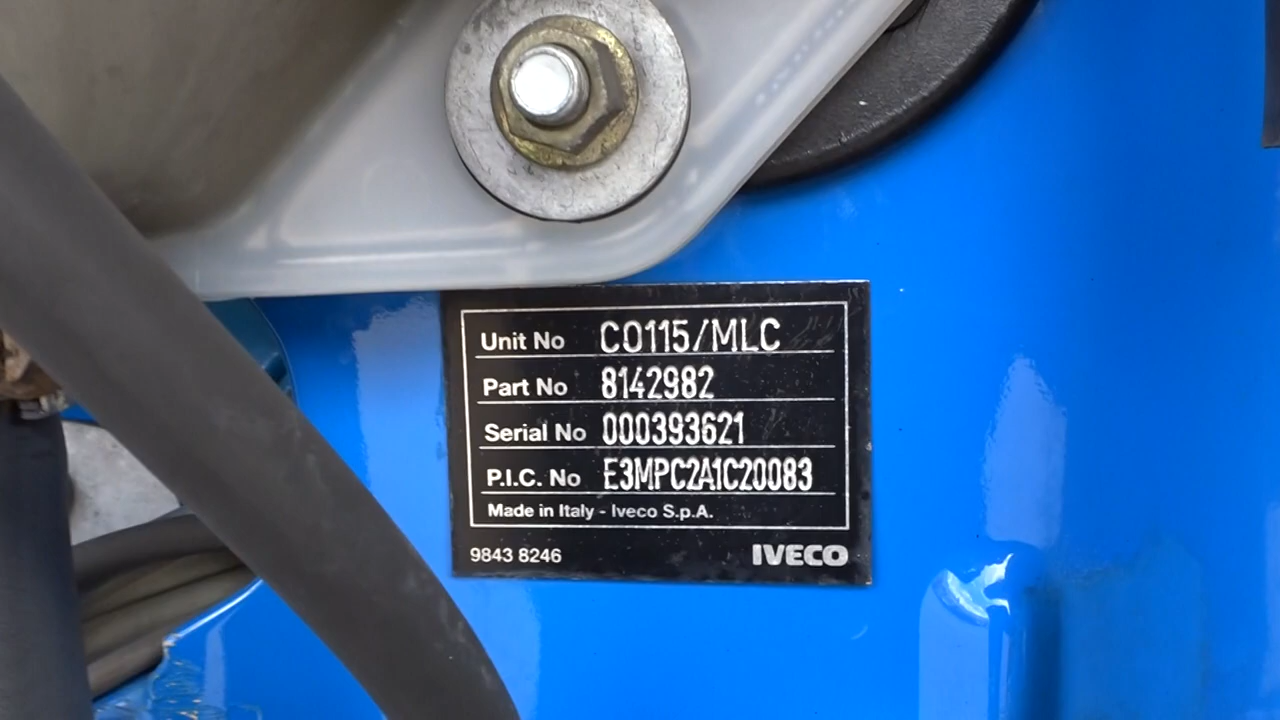 Unit No CO115/MLC
Part No 8142982
Serial No 000393621
P.I.C. No E3MPC2A1C20083
Made in Italy - Iveco S.p.A.
9843 8246 IVECO